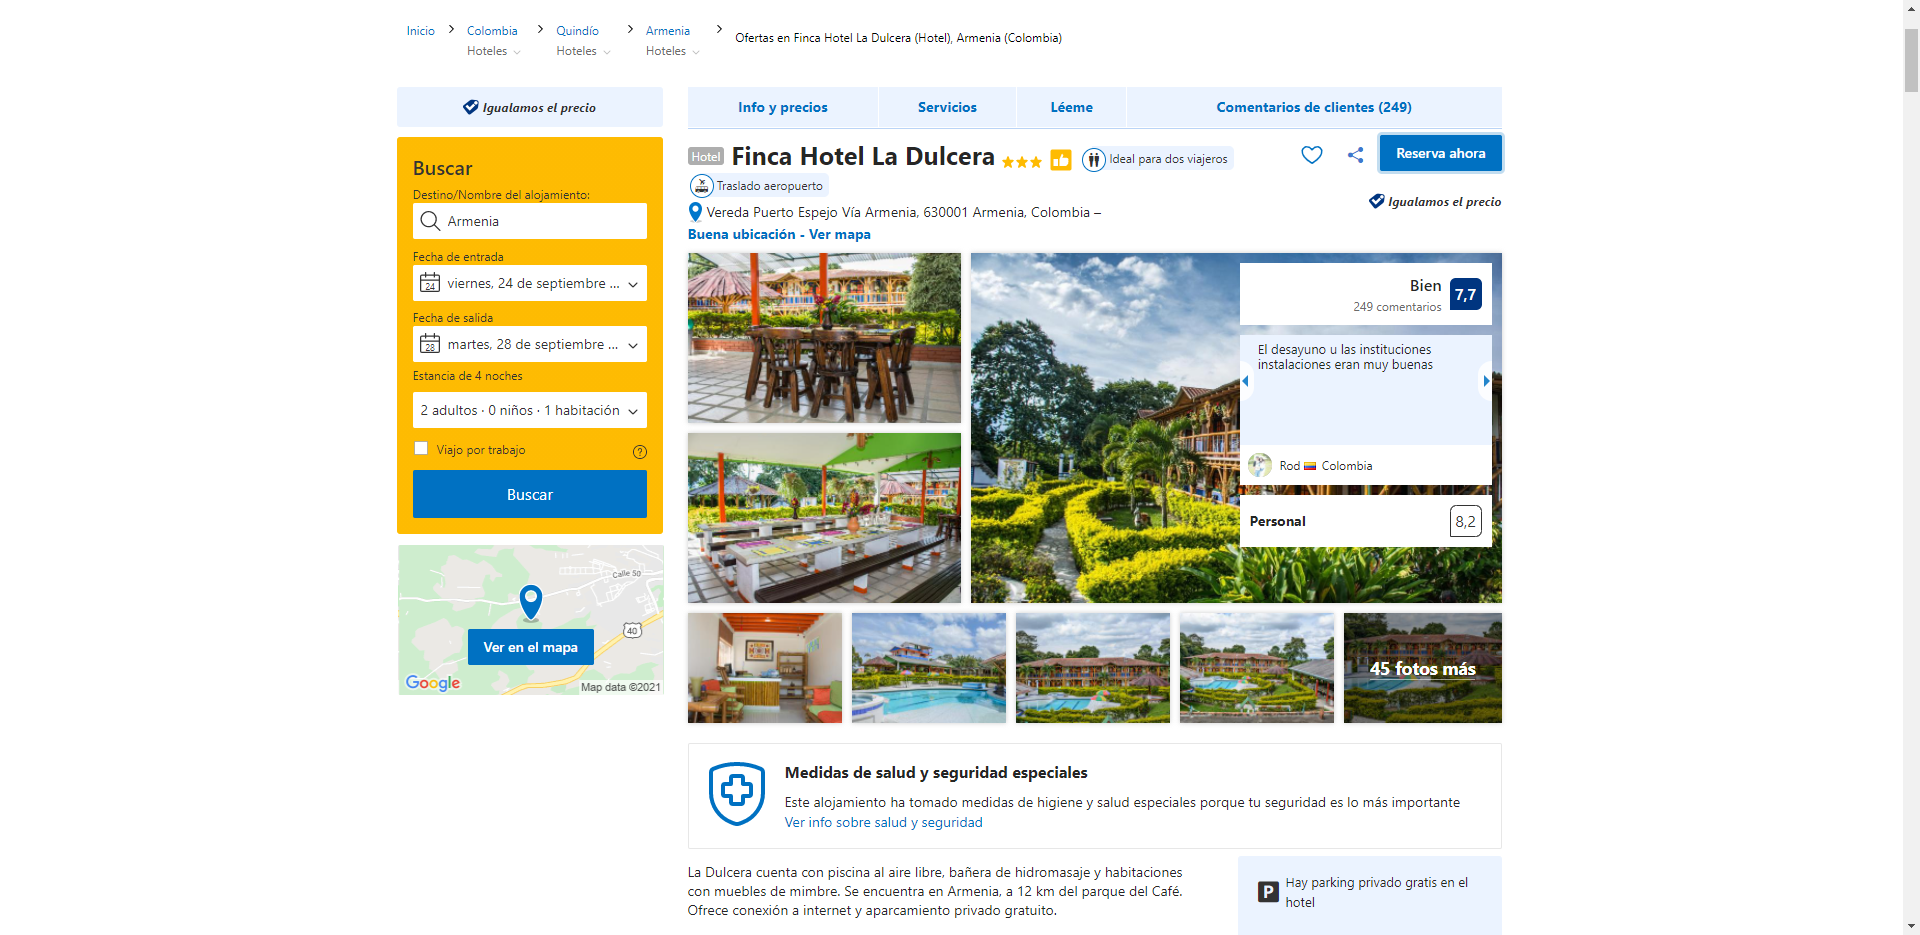 Inicio
Colombia
Hoteles
Quindío
Hoteles
Armenia
Hoteles
Ofertas en Finca Hotel La Dulcera (Hotel), Armenia (Colombia)
Igualamos el precio
Info y precios
Servicios
Léeme
Comentarios de clientes (249)
Buscar
Destino/Nombre del alojamiento:
Armenia
Fecha de entrada
24
viernes, 24 de septiembre ...
Fecha de salida
28
martes, 28 de septiembre ...
Estancia de 4 noches
2 adultos · 0 niños · 1 habitación
Viajo por trabajo
?
Buscar
Calle 50
40
Ver en el mapa
Google
Map data ©2021
Hotel
Finca Hotel La Dulcera
Ideal para dos viajeros
Reserva ahora
Traslado aeropuerto
Igualamos el precio
Vereda Puerto Espejo Vía Armenia, 630001 Armenia, Colombia –
Buena ubicación - Ver mapa
Bien
249 comentarios
7,7
El desayuno u las instituciones
instalaciones eran muy buenas
Rod
Colombia
Personal
8,2
45 fotos más
Medidas de salud y seguridad especiales
Este alojamiento ha tomado medidas de higiene y salud especiales porque tu seguridad es lo más importante
Ver info sobre salud y seguridad
La Dulcera cuenta con piscina al aire libre, bañera de hidromasaje y habitaciones
con muebles de mimbre. Se encuentra en Armenia, a 12 km del parque del Café.
Ofrece conexión a internet y aparcamiento privado gratuito.
P
Hay parking privado gratis en el
hotel